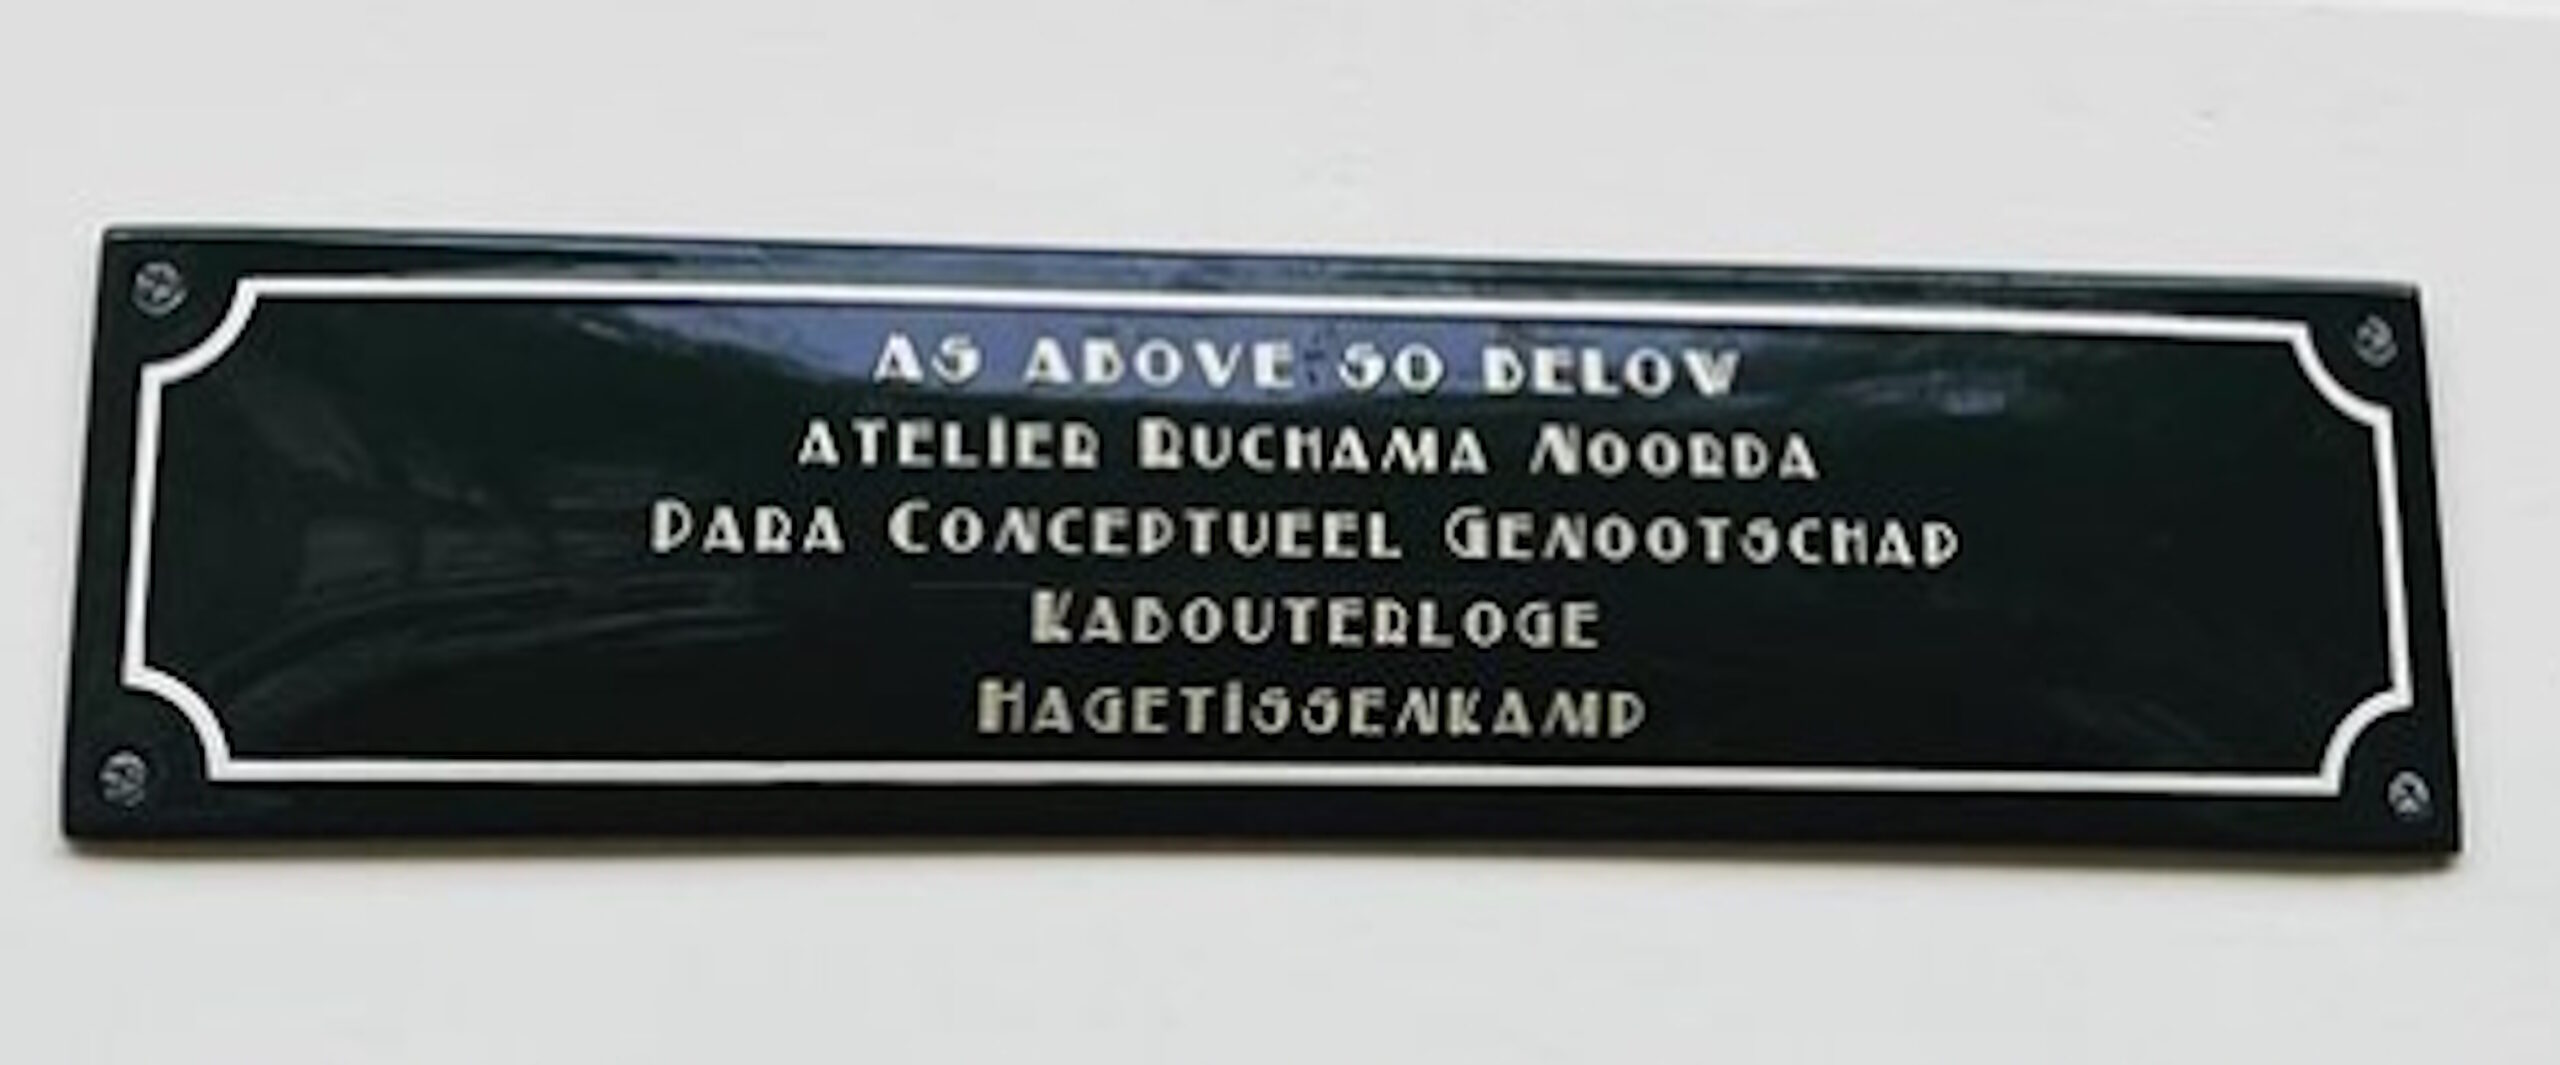 As above so below
Atelier Ruchama Noorda
Para Conceptueel Genootschap
Kabouterloge
Hagetissenkamp